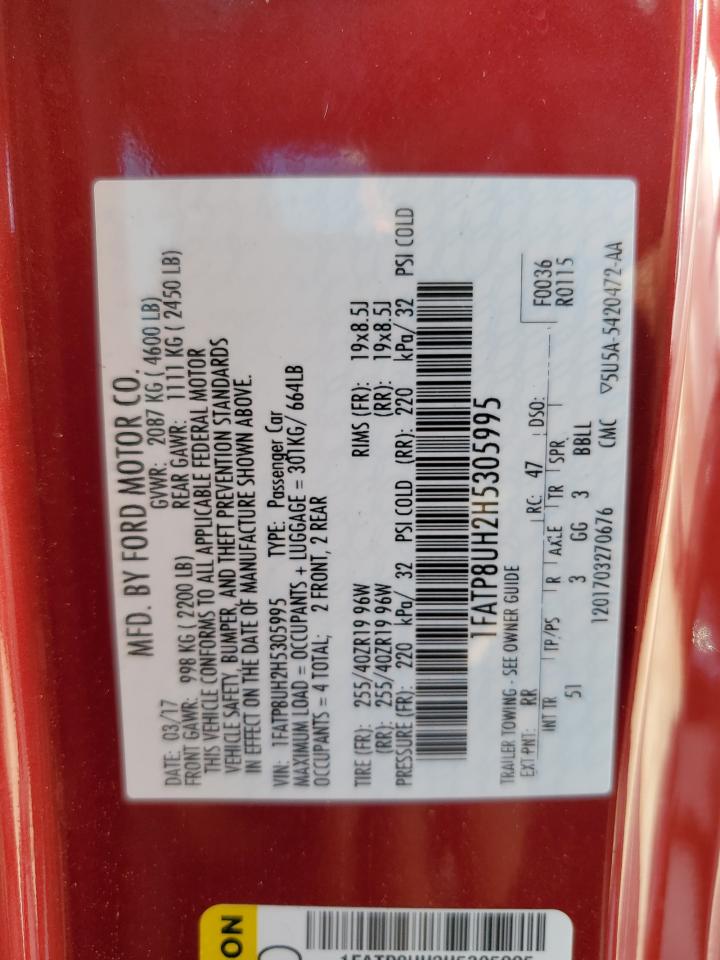 MFD. BY FORD MOTOR CO.
DATE: 03/17 GVWR: 2087 KG ( 4600 LB)
FRONT GAWR: 998 KG ( 2200 LB) REAR GAWR: 1111 KG ( 2450 LB)
THIS VEHICLE CONFORMS TO ALL APPLICABLE FEDERAL MOTOR
VEHICLE SAFETY, BUMPER, AND THEFT PREVENTION STANDARDS
IN EFFECT ON THE DATE OF MANUFACTURE SHOWN ABOVE.
VIN: 1FATP8UH2H5305995 TYPE: Passenger Car
MAXIMUM LOAD = OCCUPANTS + LUGGAGE = 301KG/ 664LB
OCCUPANTS = 4 TOTAL; 2 FRONT, 2 REAR
TIRE (FR): 255/40ZR19 96W RIMS (FR): 19x8.5J
(RR): 255/40ZR19 96W (RR): 19x8.5J
PRESSURE (FR): 220 kPa/ 32 PSI COLD (RR): 220 kPa/ 32 PSI COLD
1FATP8UH2H5305995
TRAILER TOWING - SEE OWNER GUIDE
EXT PNT: RR RC: 47 DSO: F0036
INT TR TP/PS R AXLE TR SPR R0115
51 3 GG 3 BBLL
1201703270676 CMC ▽5U5A-5420472-AA
ON
1FATP8UH2H5305995